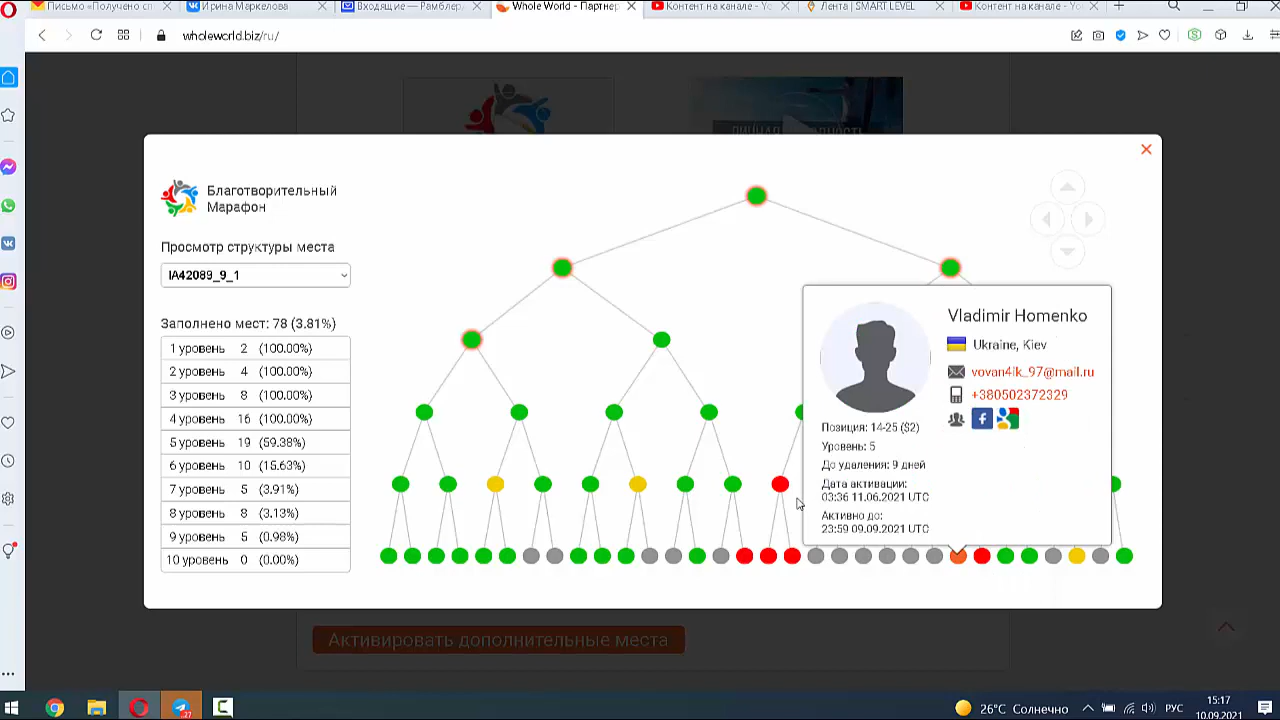 Письмо «Получено сп
Ирина Маркелова
Входящие — Рамблер
Whole World - Партнер
Контент на канале - Yo
Лента | SMART LEVEL
Контент на канале - Yo
wholeworld.biz/ru/
Благотворительный
Марафон
Просмотр структуры места
IA42089_9_1
Заполнено мест: 78 (3.81%)
1 уровень 2 (100.00%)
2 уровень 4 (100.00%)
3 уровень 8 (100.00%)
4 уровень 16 (100.00%)
5 уровень 19 (59.38%)
6 уровень 10 (15.63%)
7 уровень 5 (3.91%)
8 уровень 8 (3.13%)
9 уровень 5 (0.98%)
10 уровень 0 (0.00%)
Vladimir Homenko
Ukraine, Kiev
vovan4ik_97@mail.ru
+380502372329
Позиция: 14-25 ($2)
Уровень: 5
До удаления: 9 дней
Дата активации:
03:36 11.06.2021 UTC
Активно до:
23:59 09.09.2021 UTC
Активировать дополнительные места
27
26°C Солнечно
РУС
15:17
10.09.2021